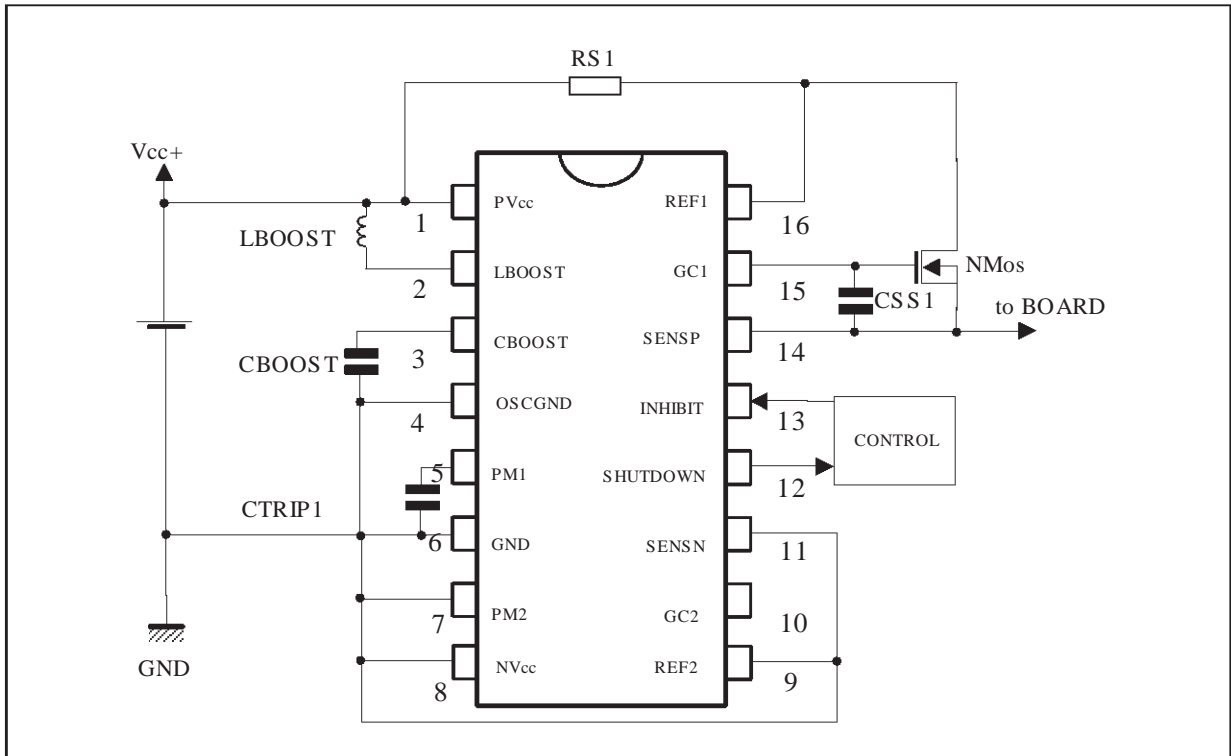 RS1
Vcc+
PVcc
REF1
1
16
LBOOST
LBOOST
GC1
NMos
2
15
CSS1
to BOARD
CBOOST
SENSP
3
14
CBOOST
OSCGND
INHIBIT
4
13
CONTROL
5
PM1
SHUTDOWN
12
CTRIP1
6
GND
SENSN
11
PM2
GC2
7
10
GND
NVcc
REF2
8
9